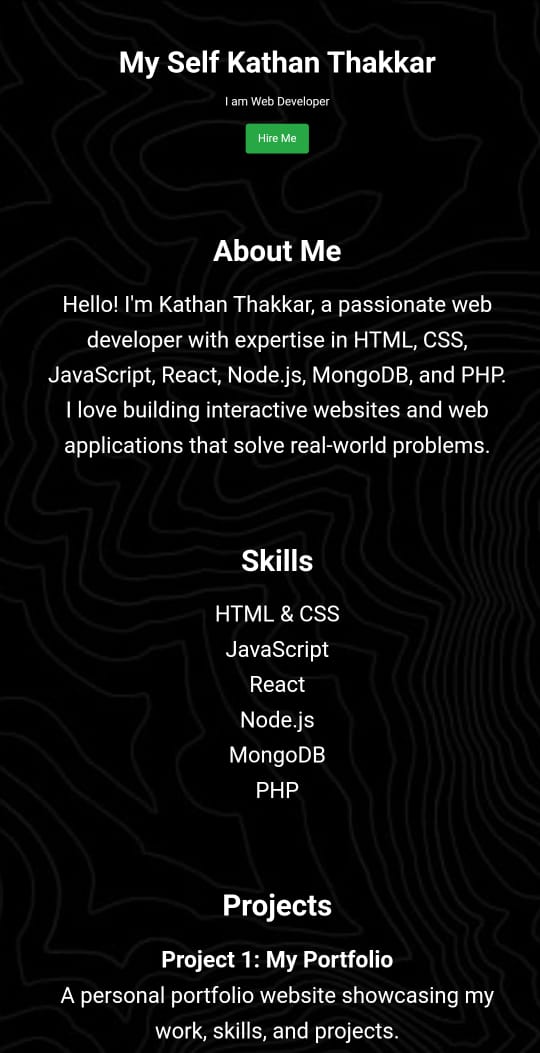 My Self Kathan Thakkar
I am Web Developer
Hire Me
About Me
Hello! I'm Kathan Thakkar, a passionate web
developer with expertise in HTML, CSS,
JavaScript, React, Node.js, MongoDB, and PHP.
I love building interactive websites and web
applications that solve real-world problems.
Skills
HTML & CSS
JavaScript
React
Node.js
MongoDB
PHP
Projects
Project 1: My Portfolio
A personal portfolio website showcasing my
work, skills, and projects.